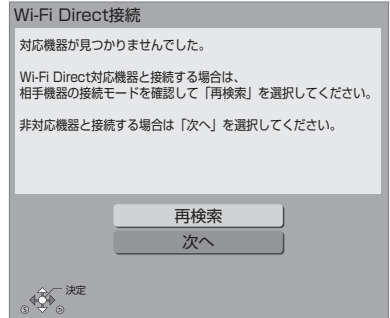 Wi-Fi Direct接続
対応機器が見つかりませんでした。
Wi-Fi Direct対応機器と接続する場合は、
相手機器の接続モードを確認して「再検索」を選択してください。
非対応機器と接続する場合は「次へ」を選択してください。
再検索
次へ
決定